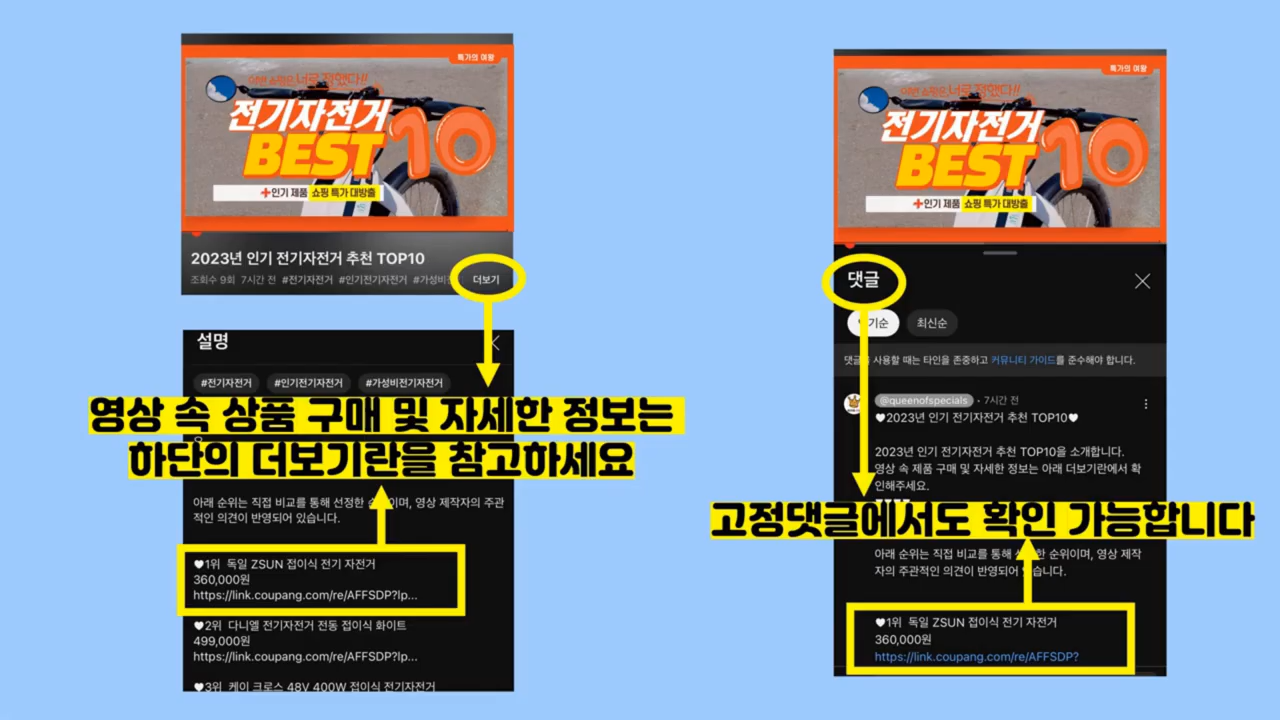 특가의 여왕
이번 쇼핑은 너로 정했다!!
전기자전거
BEST 10
+인기 제품 쇼핑 특가 대방출
2023년 인기 전기자전거 추천 TOP10
조회수 9회 7시간 전 #전기자전거 #인기전기자전거 #가성비 더보기
설명
#전기자전거 #인기전기자전거 #가성비전기자전거
영상 속 상품 구매 및 자세한 정보는
하단의 더보기란을 참고하세요
아래 순위는 직접 비교를 통해 선정한 순위이며, 영상 제작자의 주관
적인 의견이 반영되어 있습니다.
♥1위 독일 ZSUN 접이식 전기 자전거
360,000원
https://link.coupang.com/re/AFFSDP?lp...
♥2위 다니엘 전기자전거 전동 접이식 화이트
499,000원
https://link.coupang.com/re/AFFSDP?lp...
♥3위 케이 크로스 48V 400W 접이식 전기자전거
특가의 여왕
이번 쇼핑은 너로 정했다!!
전기자전거
BEST 10
+인기 제품 쇼핑 특가 대방출
댓글
인기순 최신순
댓글 사용할 때는 타인을 존중하고 커뮤니티 가이드를 준수해야 합니다.
@queenofspecials · 7시간 전
♥2023년 인기 전기자전거 추천 TOP10♥
2023년 인기 전기자전거 추천 TOP10을 소개합니다.
영상 속 제품 구매 및 자세한 정보는 아래 더보기란에서 확
인해주세요.
고정댓글에서도 확인 가능합니다
아래 순위는 직접 비교를 통해 선정한 순위이며, 영상 제작
자의 주관적인 의견이 반영되어 있습니다.
♥1위 독일 ZSUN 접이식 전기 자전거
360,000원
https://link.coupang.com/re/AFFSDP?